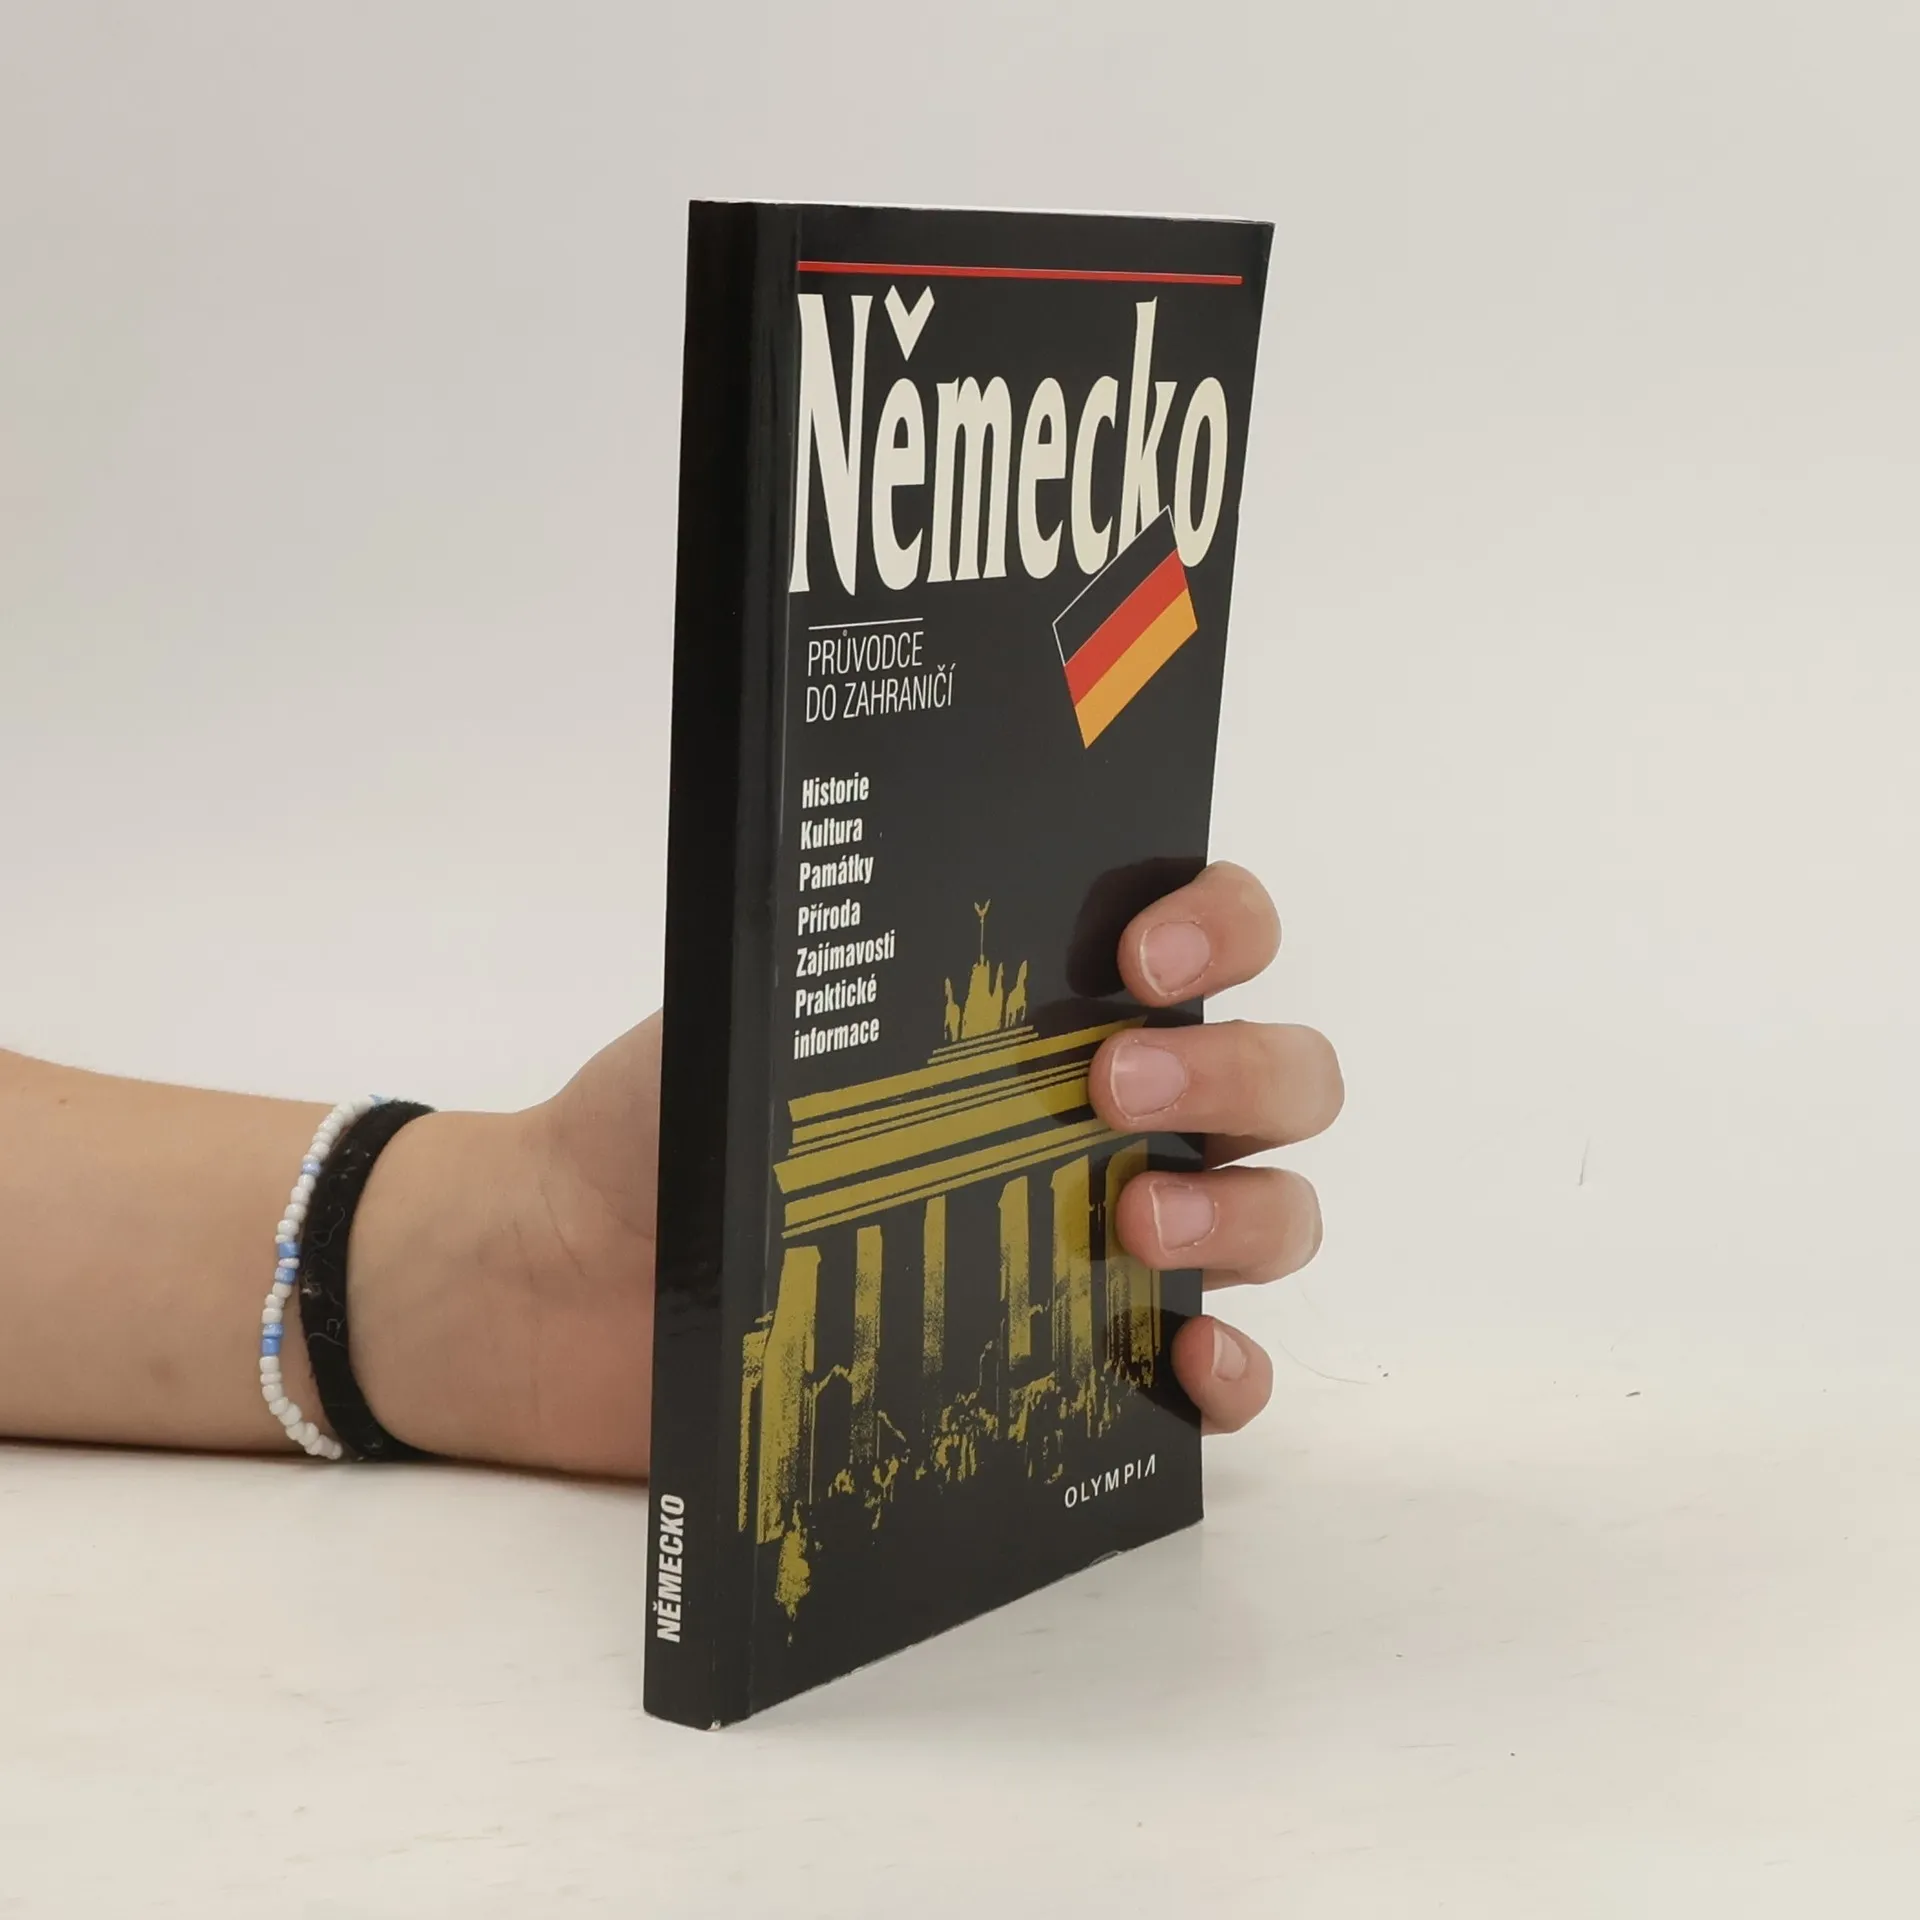 Německo
PRŮVODCE
DO ZAHRANIČÍ
Historie
Kultura
Památky
Příroda
Zajímavosti
Praktické
informace
OLYMPIA
NĚMECKO